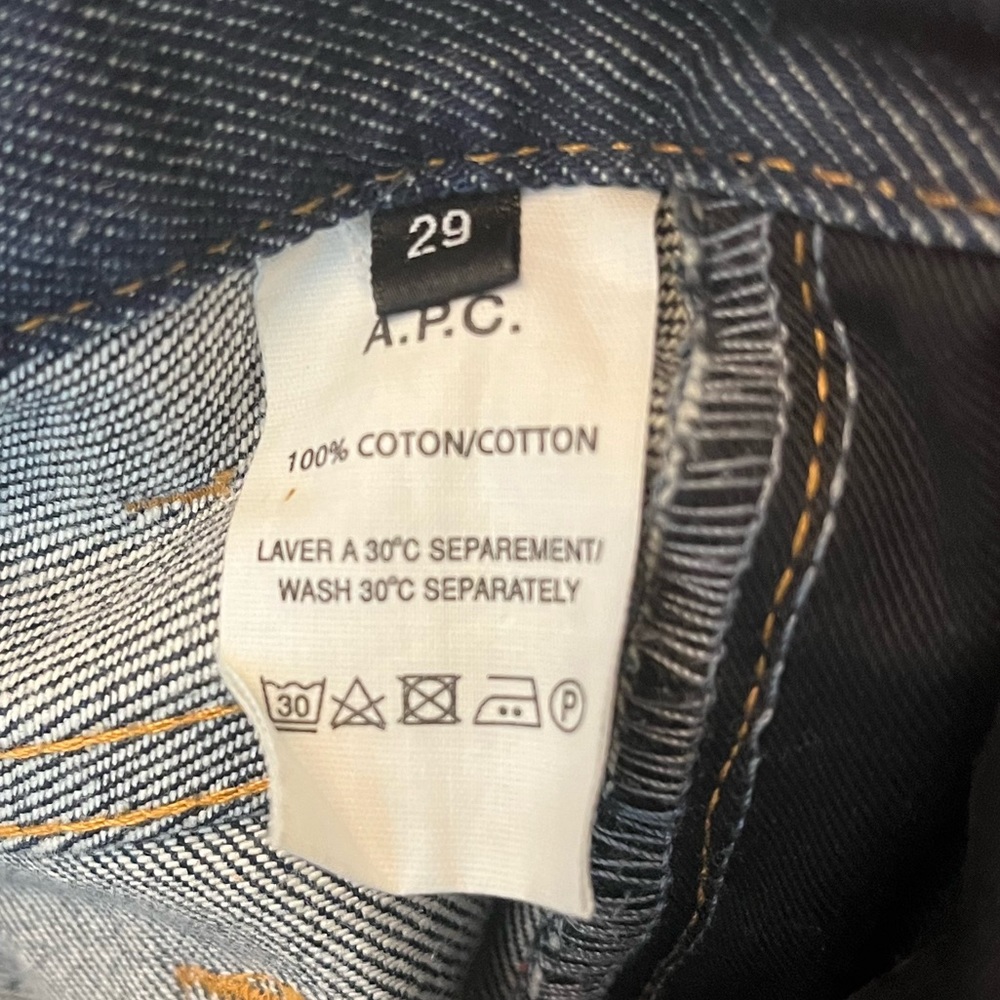 29
A.P.C.
100% COTON/COTTON
LAVER A 30°C SEPAREMENT/
WASH 30°C SEPARATELY
30 P